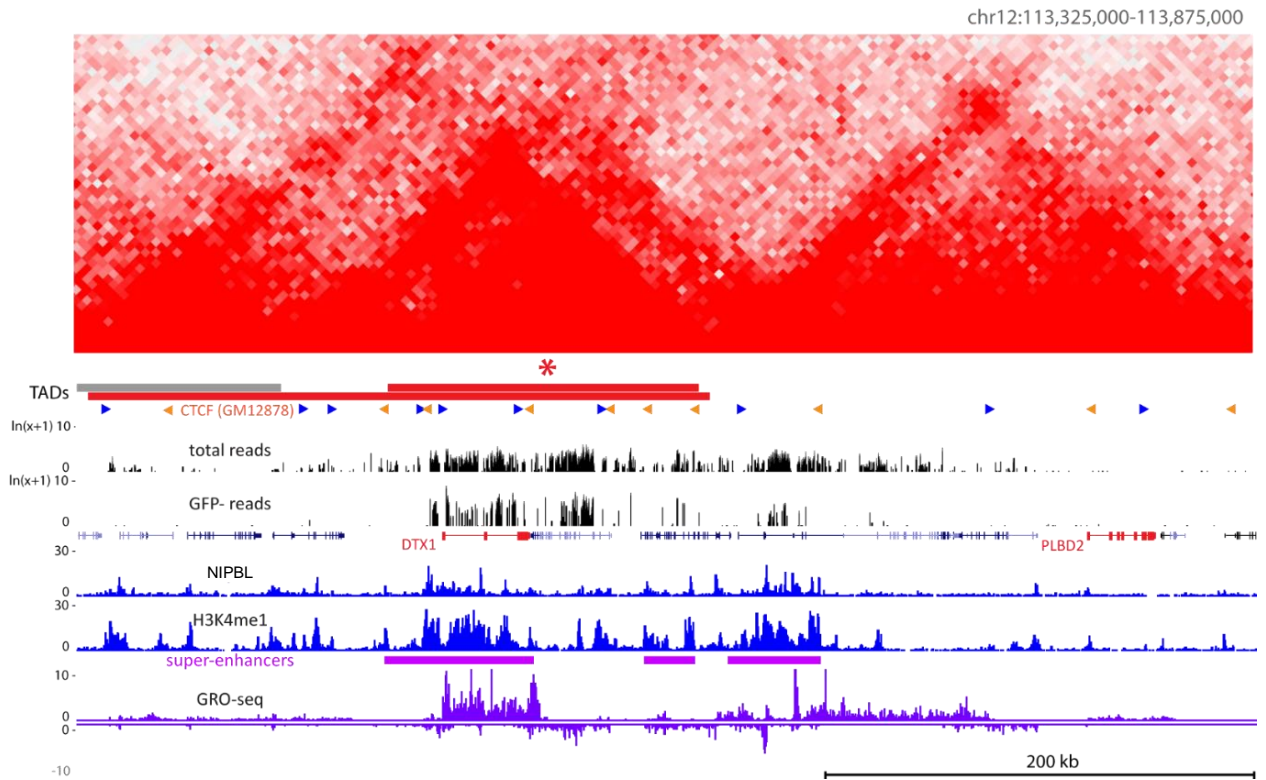 chr12:113,325,000-113,875,000
*
TADs
CTCF (GM12878)
ln(x+1) 10
total reads
0
ln(x+1) 10
GFP- reads
0
DTX1
PLBD2
30
NIPBL
0
30
H3K4me1
0
super-enhancers
10
GRO-seq
0
0
200 kb
-10